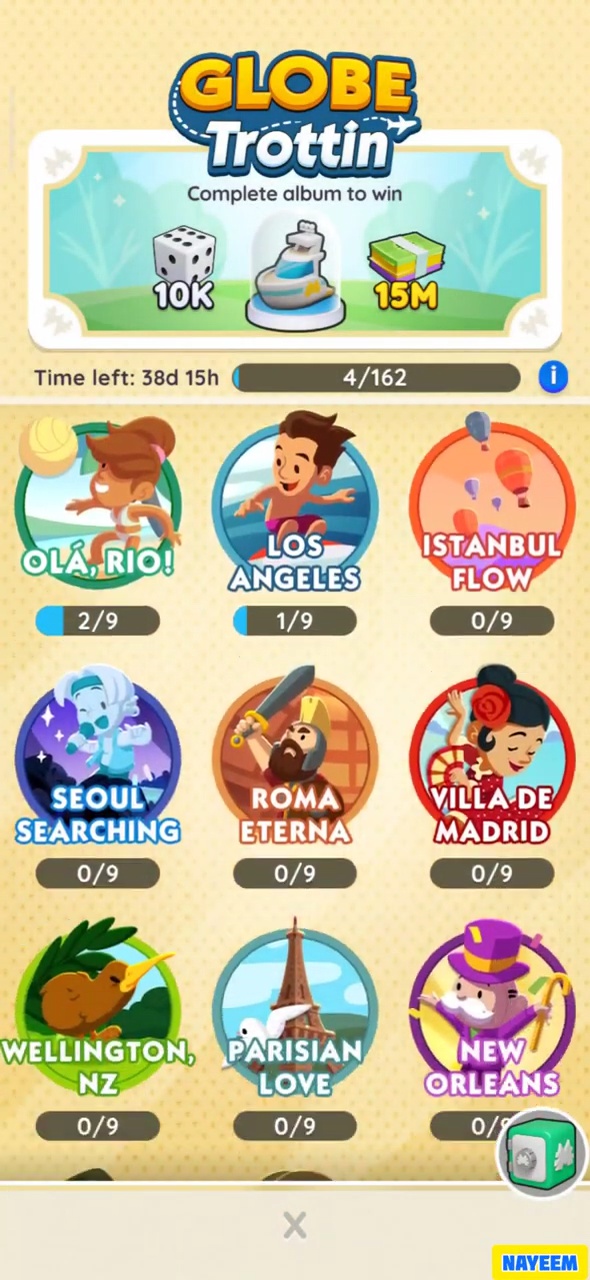 GLOBE
Trottin
Complete album to win
10K
15M
Time left: 38d 15h
4/162
i
OLÁ, RIO!
LOS
ANGELES
ISTANBUL
FLOW
2/9
1/9
0/9
SEOUL
SEARCHING
ROMA
ETERNA
VILLA DE
MADRID
0/9
0/9
0/9
WELLINGTON,
NZ
PARISIAN
LOVE
NEW
ORLEANS
0/9
0/9
0/
X
NAYEEM